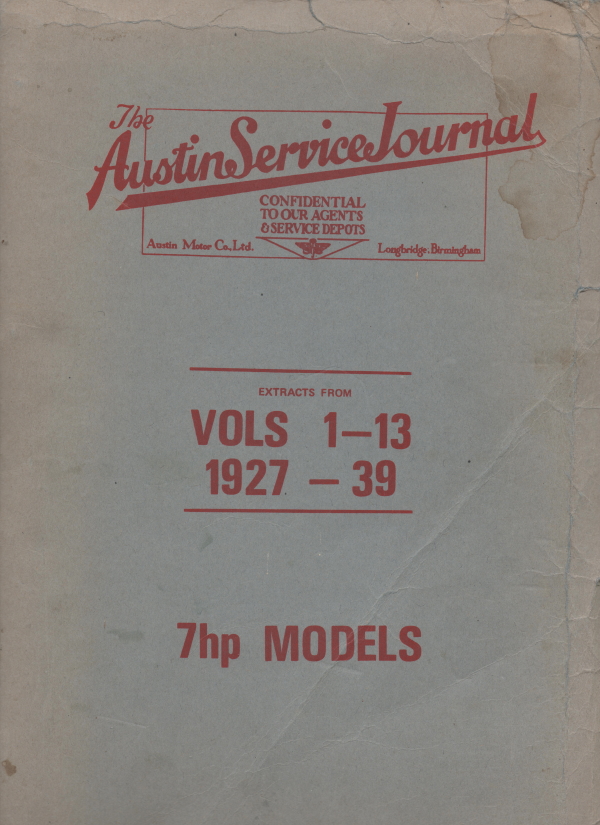 The
Austin Service Journal
CONFIDENTIAL
TO OUR AGENTS
& SERVICE DEPOTS
Austin Motor Co., Ltd.
Longbridge. Birmingham
EXTRACTS FROM
VOLS 1—13
1927 — 39
7hp MODELS